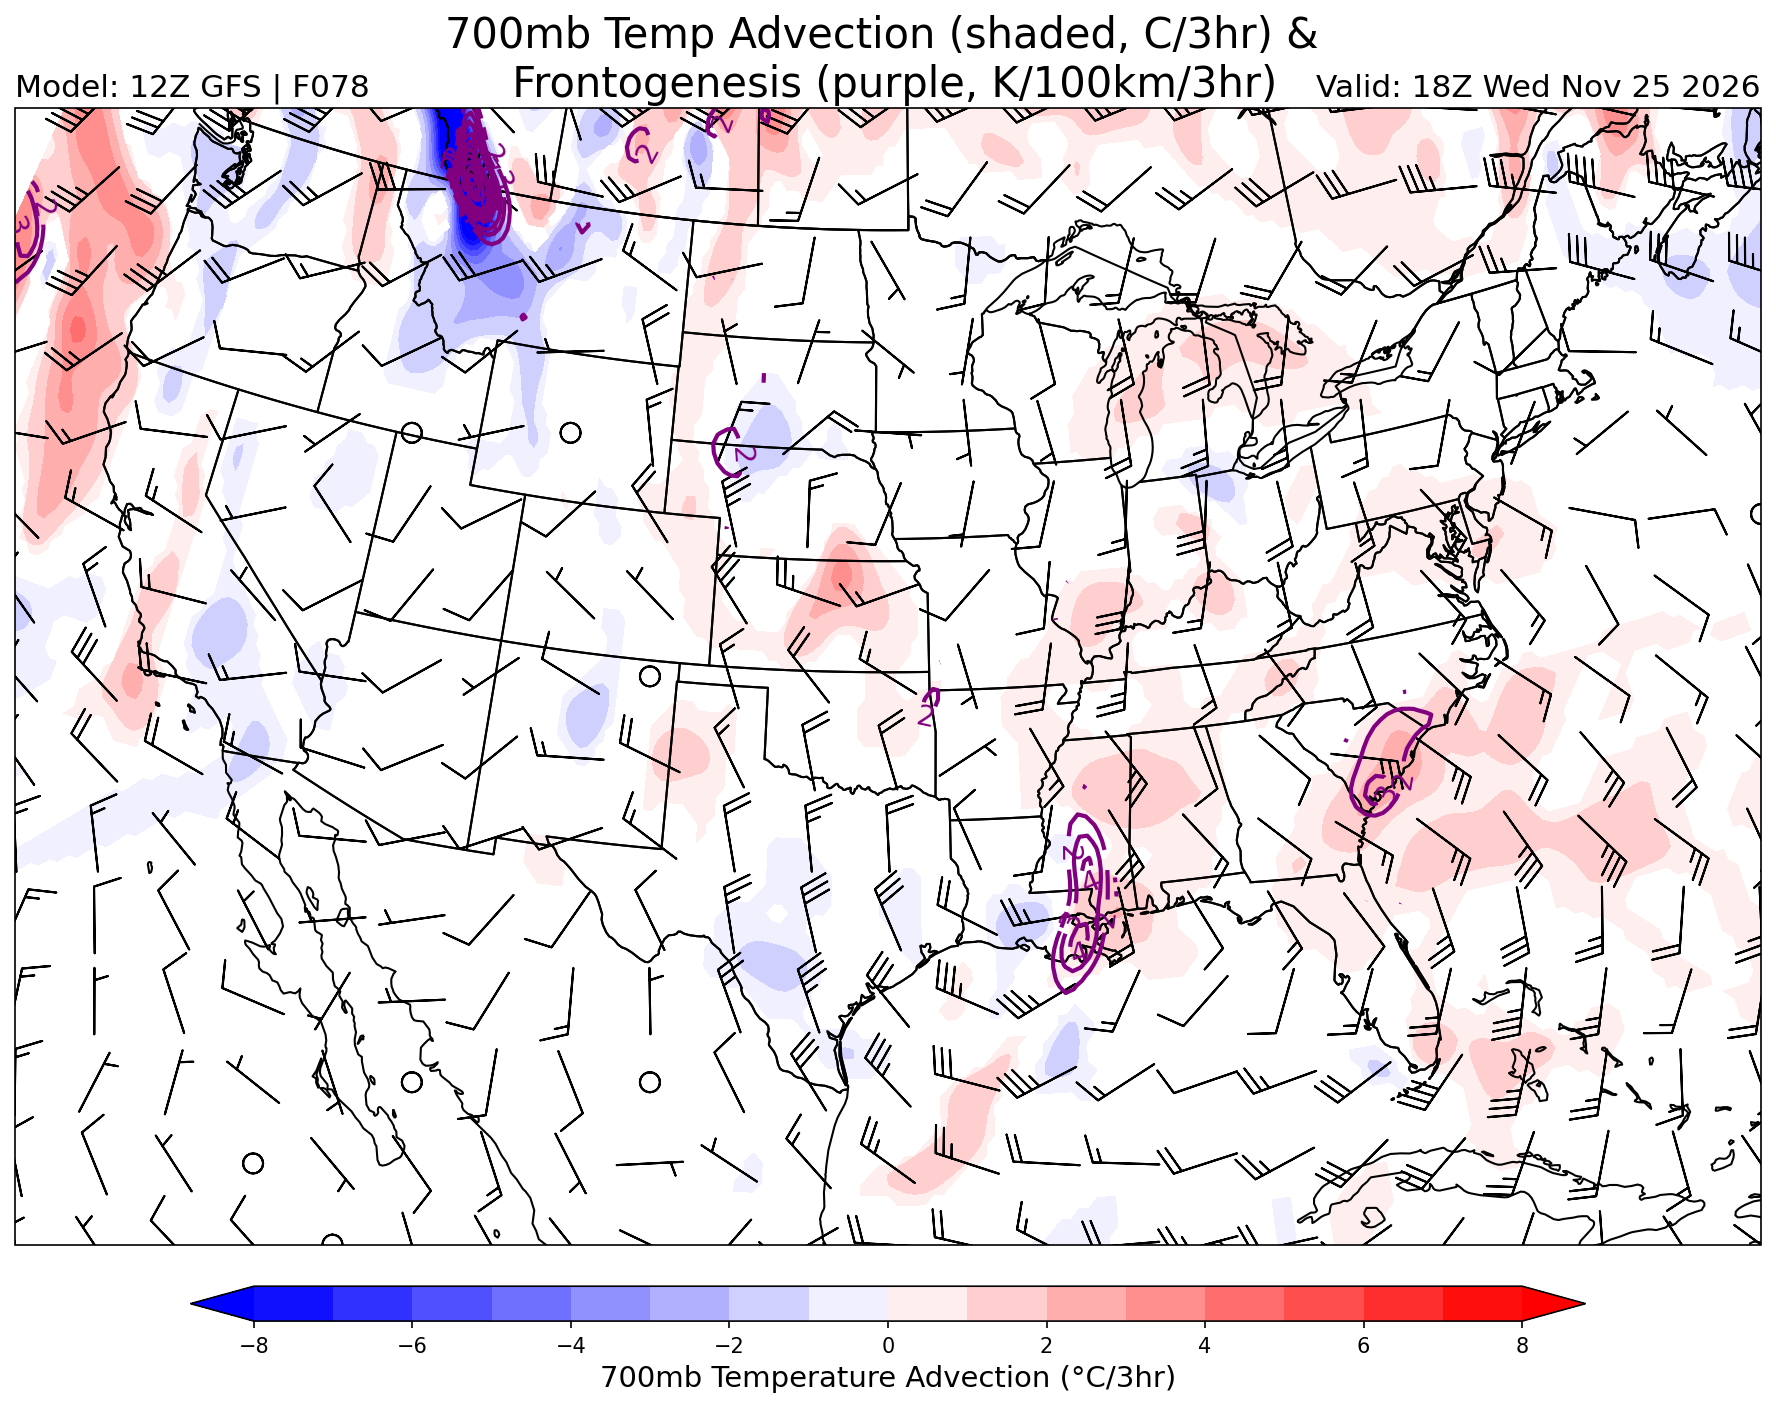 700mb Temp Advection (shaded, C/3hr) &
Model: 12Z GFS | F078
Frontogenesis (purple, K/100km/3hr)
Valid: 18Z Wed Nov 25 2026
−8 −6 −4 −2 0 2 4 6 8
700mb Temperature Advection (°C/3hr)